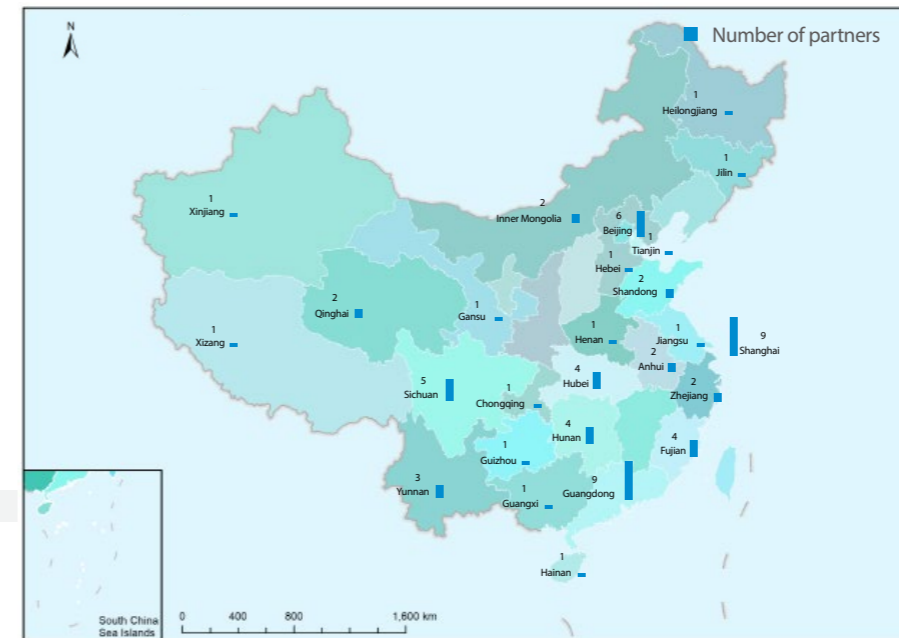 N
Number of partners
1
Heilongjiang
1
Jilin
1
Xinjiang
2
Inner Mongolia
6
Beijing
1
Tianjin
1
Hebei
2
Shandong
2
Qinghai
1
Gansu
1
Xizang
1
Henan
1
Jiangsu
9
Shanghai
2
Anhui
5
Sichuan
1
Chongqing
4
Hubei
2
Zhejiang
4
Hunan
4
Fujian
1
Guizhou
3
Yunnan
1
Guangxi
9
Guangdong
1
Hainan
South China
Sea Islands
0 400 800 1,600 km